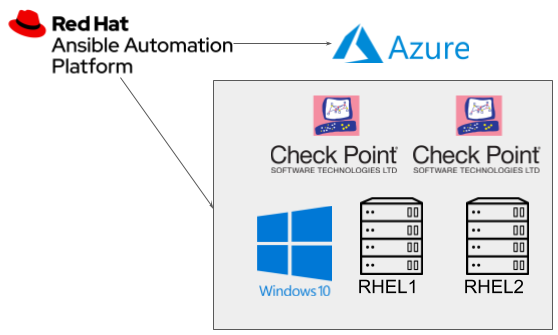 Red Hat
Ansible Automation
Platform
Azure
Check Point
SOFTWARE TECHNOLOGIES LTD
Check Point
SOFTWARE TECHNOLOGIES LTD
Windows 10
RHEL1
RHEL2